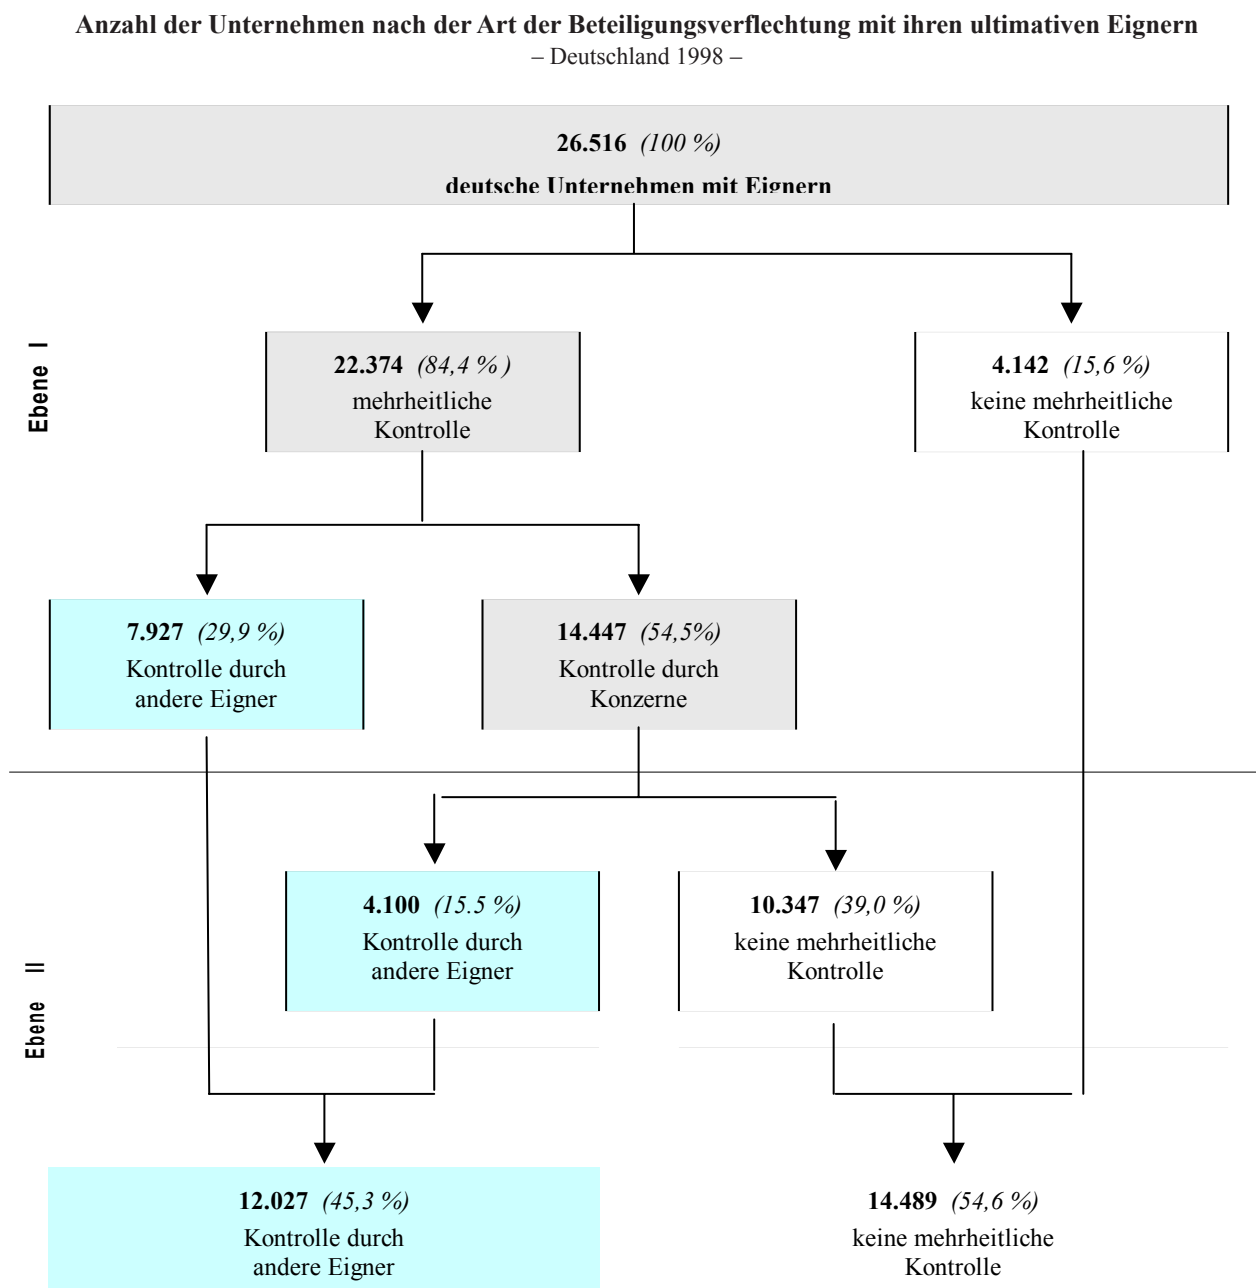 Anzahl der Unternehmen nach der Art der Beteiligungsverflechtung mit ihren ultimativen Eignern
– Deutschland 1998 –
26.516 (100 %)
deutsche Unternehmen mit Eignern
Ebene I
22.374 (84,4 % )
mehrheitliche
Kontrolle
4.142 (15,6 %)
keine mehrheitliche
Kontrolle
7.927 (29,9 %)
Kontrolle durch
andere Eigner
14.447 (54,5%)
Kontrolle durch
Konzerne
Ebene II
4.100 (15.5 %)
Kontrolle durch
andere Eigner
10.347 (39,0 %)
keine mehrheitliche
Kontrolle
12.027 (45,3 %)
Kontrolle durch
andere Eigner
14.489 (54,6 %)
keine mehrheitliche
Kontrolle